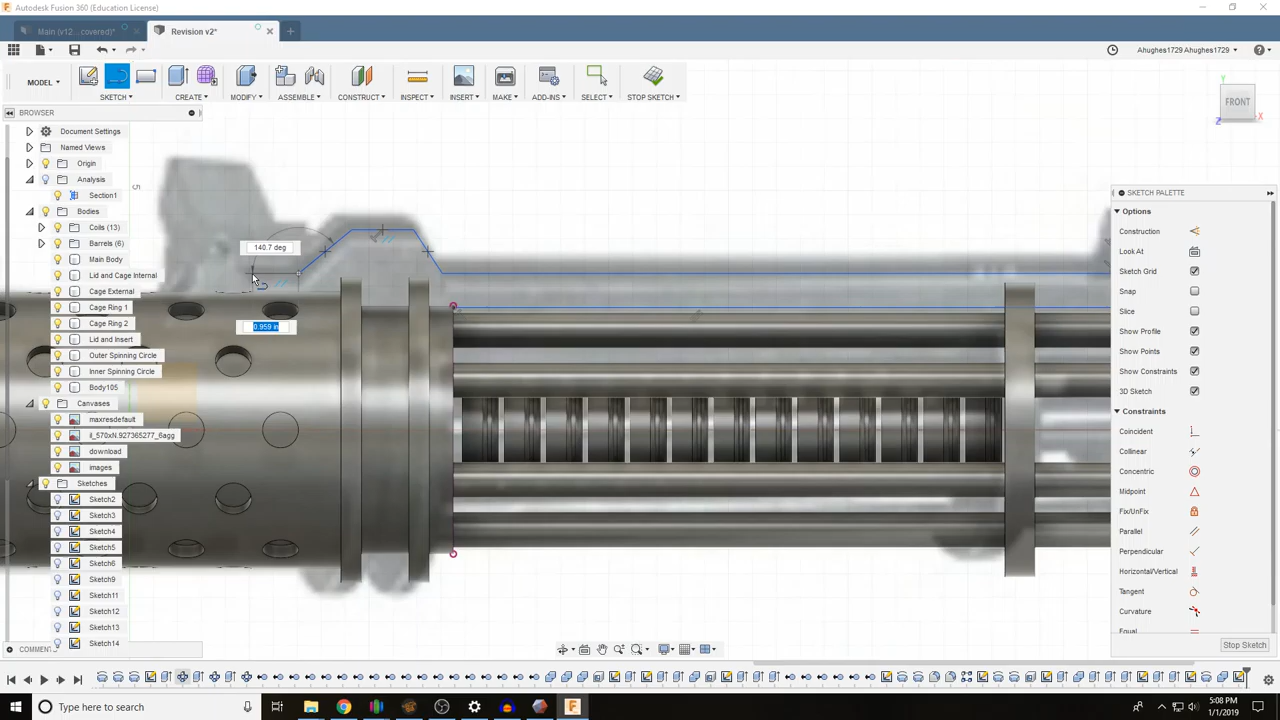 Autodesk Fusion 360 (Education License)
Main (v12...covered)*
Revision v2*
Ahughes1729 Ahughes1729
MODEL
SKETCH
CREATE
MODIFY
ASSEMBLE
CONSTRUCT
INSPECT
INSERT
MAKE
ADD-INS
SELECT
STOP SKETCH
BROWSER
Document Settings
Named Views
Origin
Analysis
Section1
Bodies
Coils (13)
Barrels (6)
Main Body
Lid and Cage Internal
Cage External
Cage Ring 1
Cage Ring 2
Lid and Insert
Outer Spinning Circle
Inner Spinning Circle
Body105
Canvases
maxresdefault
il_570xN.927365277_6agg
download
images
Sketches
Sketch2
Sketch3
Sketch4
Sketch5
Sketch6
Sketch9
Sketch11
Sketch12
Sketch13
Sketch14
5
140.7 deg
0.959 in
Y
FRONT
X
Z
SKETCH PALETTE
Options
Construction
Look At
Sketch Grid
Snap
Slice
Show Profile
Show Points
Show Constraints
3D Sketch
Constraints
Coincident
Collinear
Concentric
Midpoint
Fix/UnFix
Parallel
Perpendicular
Horizontal/Vertical
Tangent
Curvature
Equal
Stop Sketch
Type here to search
5:08 PM
1/1/2019